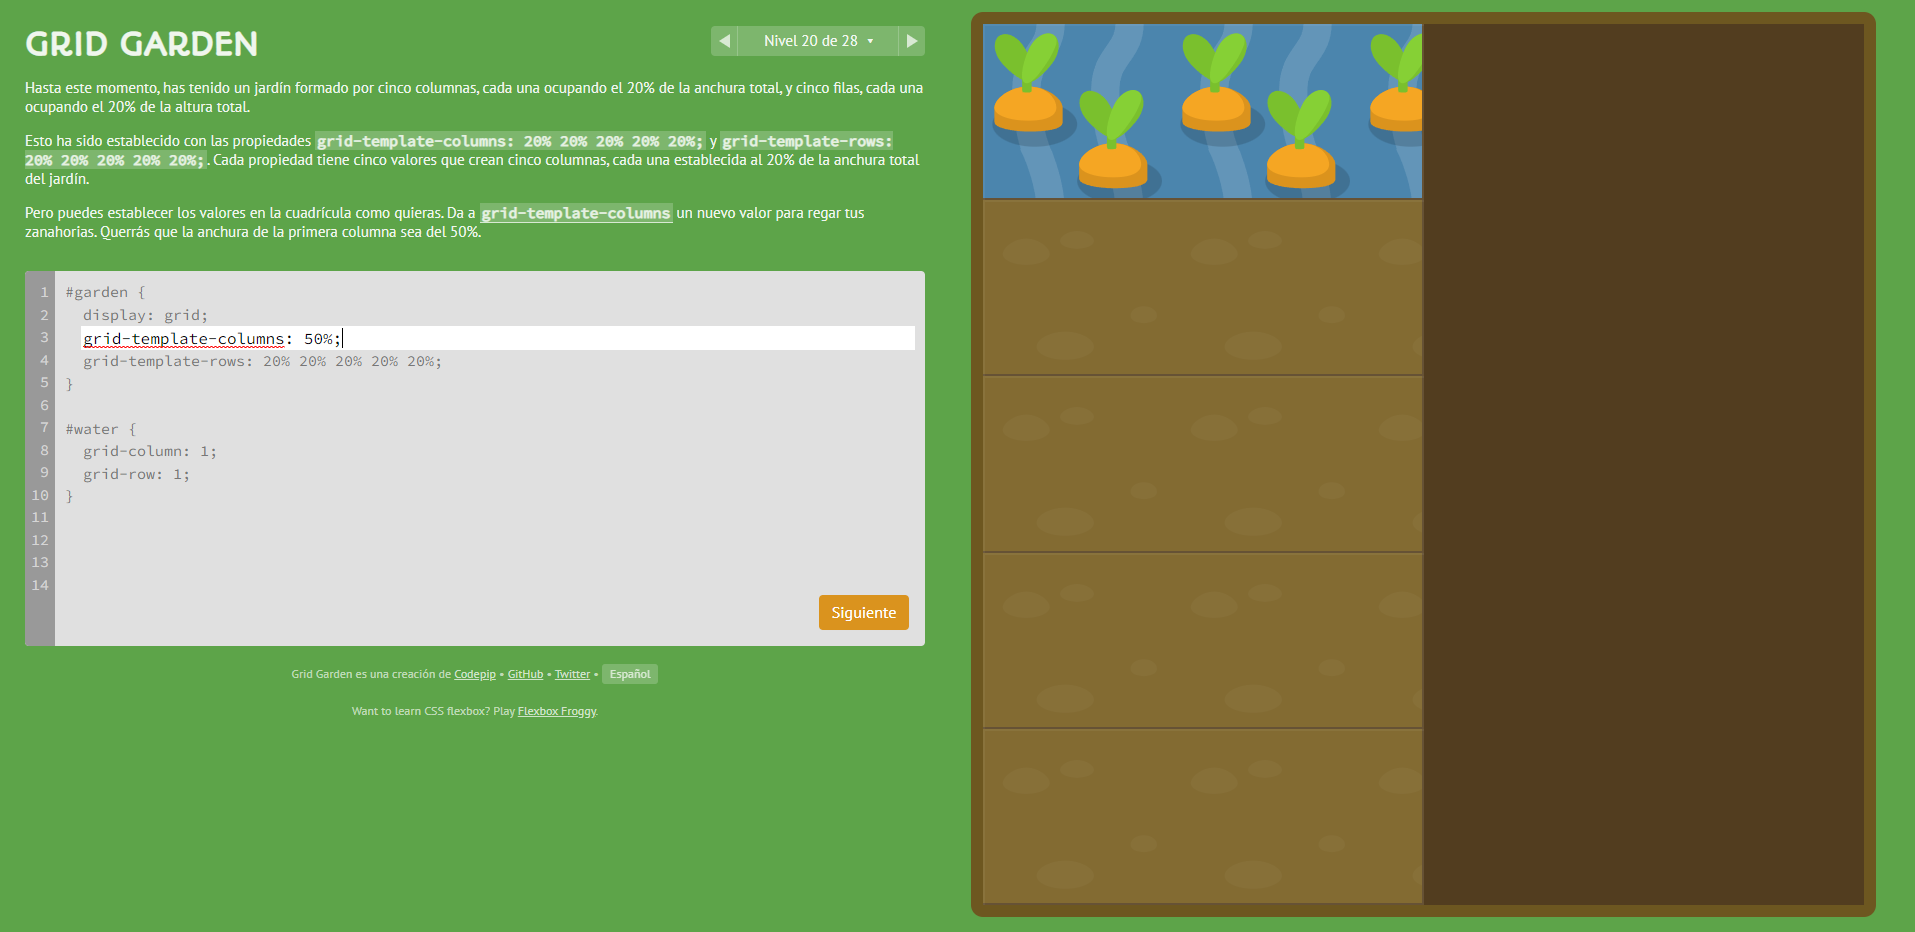 GRID GARDEN
Nivel 20 de 28
Hasta este momento, has tenido un jardín formado por cinco columnas, cada una ocupando el 20% de la anchura total, y cinco filas, cada una
ocupando el 20% de la altura total.
Esto ha sido establecido con las propiedades grid-template-columns: 20% 20% 20% 20% 20%; y grid-template-rows:
20% 20% 20% 20% 20%;. Cada propiedad tiene cinco valores que crean cinco columnas, cada una establecida al 20% de la anchura total
del jardín.
Pero puedes establecer los valores en la cuadrícula como quieras. Da a grid-template-columns un nuevo valor para regar tus
zanahorias. Querrás que la anchura de la primera columna sea del 50%.
1 #garden {
2 display: grid;
3 grid-template-columns: 50%;
4 grid-template-rows: 20% 20% 20% 20% 20%;
5 }
6
7 #water {
8 grid-column: 1;
9 grid-row: 1;
10 }
11
12
13
14
Siguiente
Grid Garden es una creación de Codepip • GitHub • Twitter • Español
Want to learn CSS flexbox? Play Flexbox Froggy.